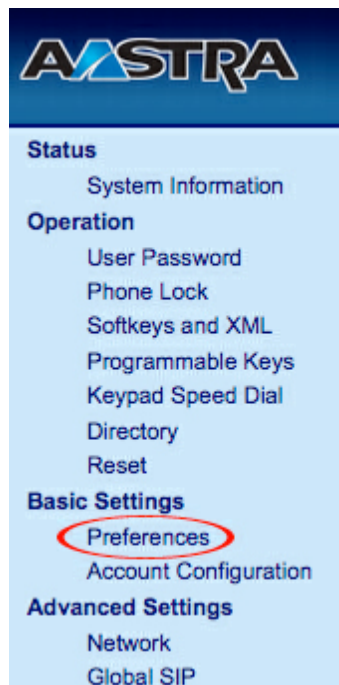 AASTRA
Status
System Information
Operation
User Password
Phone Lock
Softkeys and XML
Programmable Keys
Keypad Speed Dial
Directory
Reset
Basic Settings
Preferences
Account Configuration
Advanced Settings
Network
Global SIP